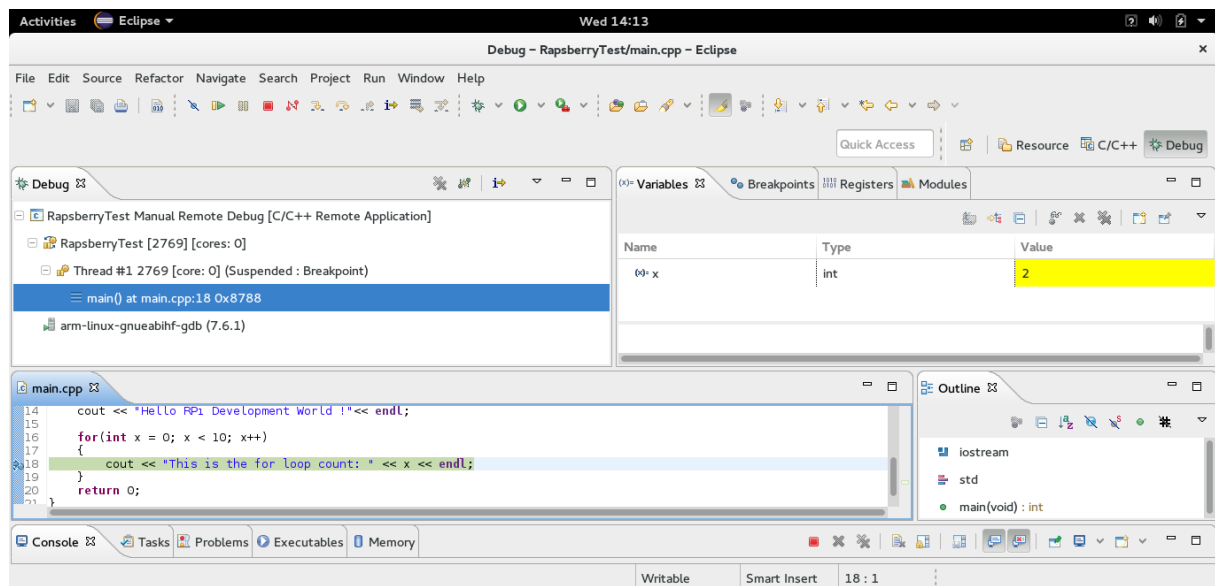 Activities Eclipse Wed 14:13
Debug – RapsberryTest/main.cpp – Eclipse
File Edit Source Refactor Navigate Search Project Run Window Help
Quick Access Resource C/C++ Debug
Debug
RapsberryTest Manual Remote Debug [C/C++ Remote Application]
RapsberryTest [2769] [cores: 0]
Thread #1 2769 [core: 0] (Suspended : Breakpoint)
main() at main.cpp:18 0x8788
arm-linux-gnueabihf-gdb (7.6.1)
(x)= Variables Breakpoints Registers Modules
Name Type Value
(x)= x int 2
main.cpp
14 cout << "Hello RPi Development World !"<< endl;
15
16 for(int x = 0; x < 10; x++)
17 {
18 cout << "This is the for loop count: " << x << endl;
19 }
20 return 0;
21 }
Outline
iostream
std
main(void) : int
Console Tasks Problems Executables Memory
Writable Smart Insert 18 : 1